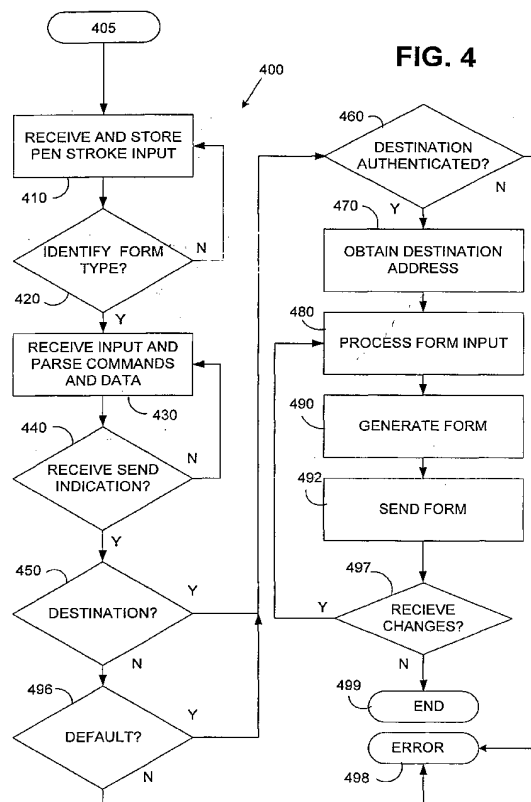 FIG. 4
400
405
RECEIVE AND STORE
PEN STROKE INPUT
410
IDENTIFY FORM
TYPE?
N
420
Y
RECEIVE INPUT AND
PARSE COMMANDS
AND DATA
430
440
RECEIVE SEND
INDICATION?
N
Y
450
DESTINATION?
Y
N
496
DEFAULT?
Y
N
460
DESTINATION
AUTHENTICATED?
N
Y
470
OBTAIN DESTINATION
ADDRESS
480
PROCESS FORM INPUT
490
GENERATE FORM
492
SEND FORM
497
RECIEVE
CHANGES?
Y
N
499
END
ERROR
498